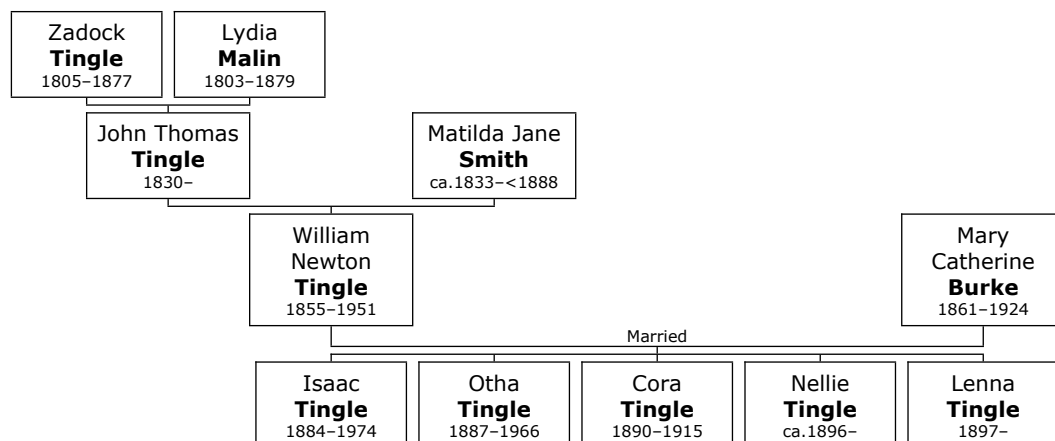 Zadock
Tingle
1805–1877
Lydia
Malin
1803–1879
John Thomas
Tingle
1830–
Matilda Jane
Smith
ca.1833–<1888
William
Newton
Tingle
1855–1951
Mary
Catherine
Burke
1861–1924
Married
Isaac
Tingle
1884–1974
Otha
Tingle
1887–1966
Cora
Tingle
1890–1915
Nellie
Tingle
ca.1896–
Lenna
Tingle
1897–